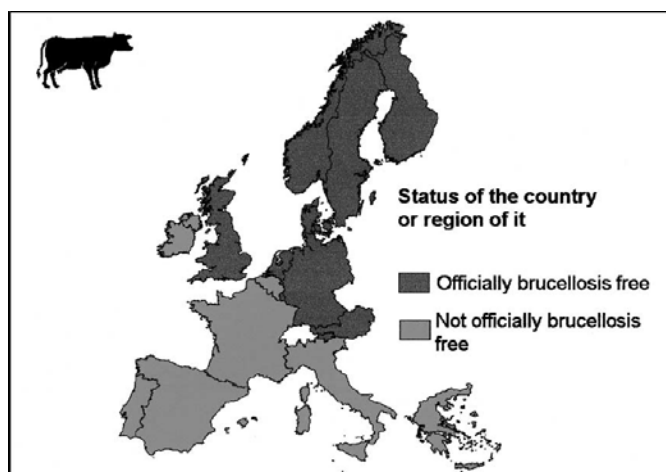 Status of the country
or region of it
Officially brucellosis free
Not officially brucellosis
free